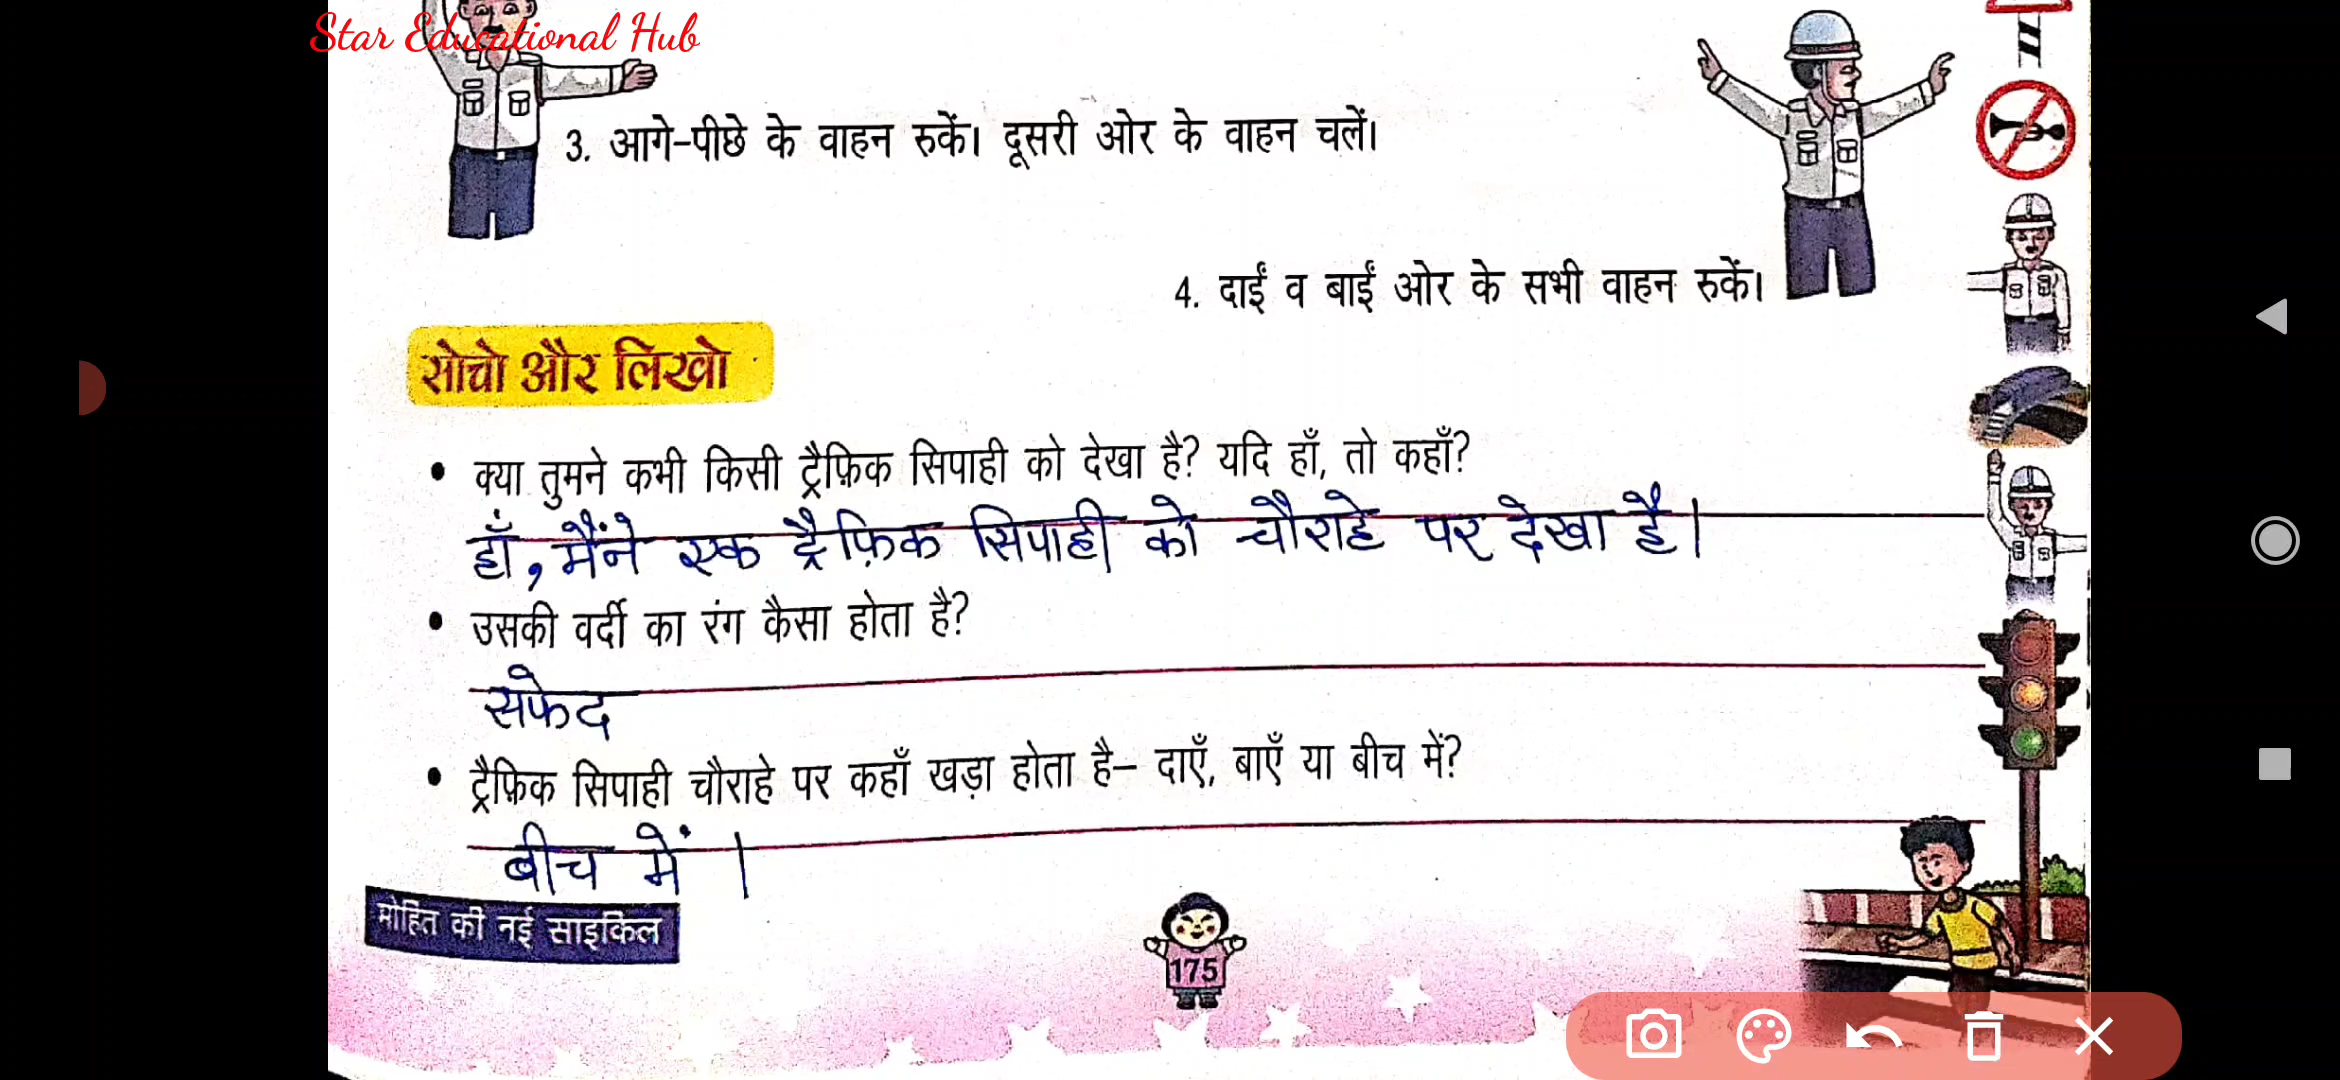 Star Educational Hub
3. आगे-पीछे के वाहन रुकें। दूसरी ओर के वाहन चलें।
4. दाईं व बाईं ओर के सभी वाहन रुकें।
सोचो और लिखो
• क्या तुमने कभी किसी ट्रैफ़िक सिपाही को देखा है? यदि हाँ, तो कहाँ?
हाँ, मैंने एक ट्रैफ़िक सिपाही को चौराहे पर देखा है।
• उसकी वर्दी का रंग कैसा होता है?
सफेद
• ट्रैफ़िक सिपाही चौराहे पर कहाँ खड़ा होता है– दाएँ, बाएँ या बीच में?
बीच में।
मोहित की नई साइकिल
175